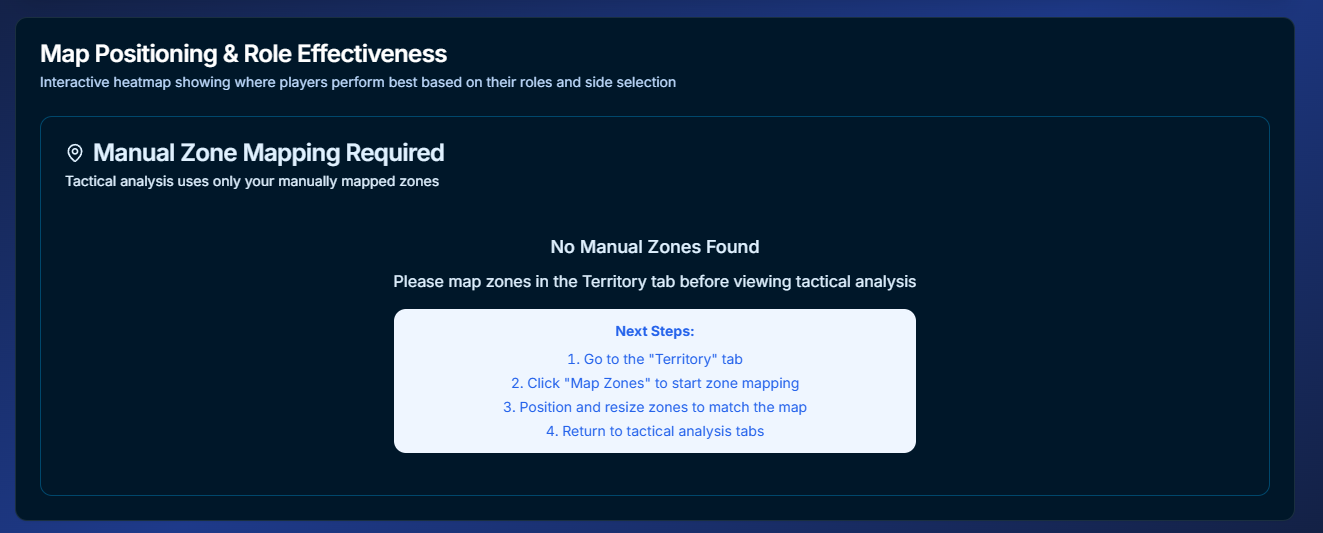 Map Positioning & Role Effectiveness
Interactive heatmap showing where players perform best based on their roles and side selection
Manual Zone Mapping Required
Tactical analysis uses only your manually mapped zones
No Manual Zones Found
Please map zones in the Territory tab before viewing tactical analysis
Next Steps:
1. Go to the "Territory" tab
2. Click "Map Zones" to start zone mapping
3. Position and resize zones to match the map
4. Return to tactical analysis tabs